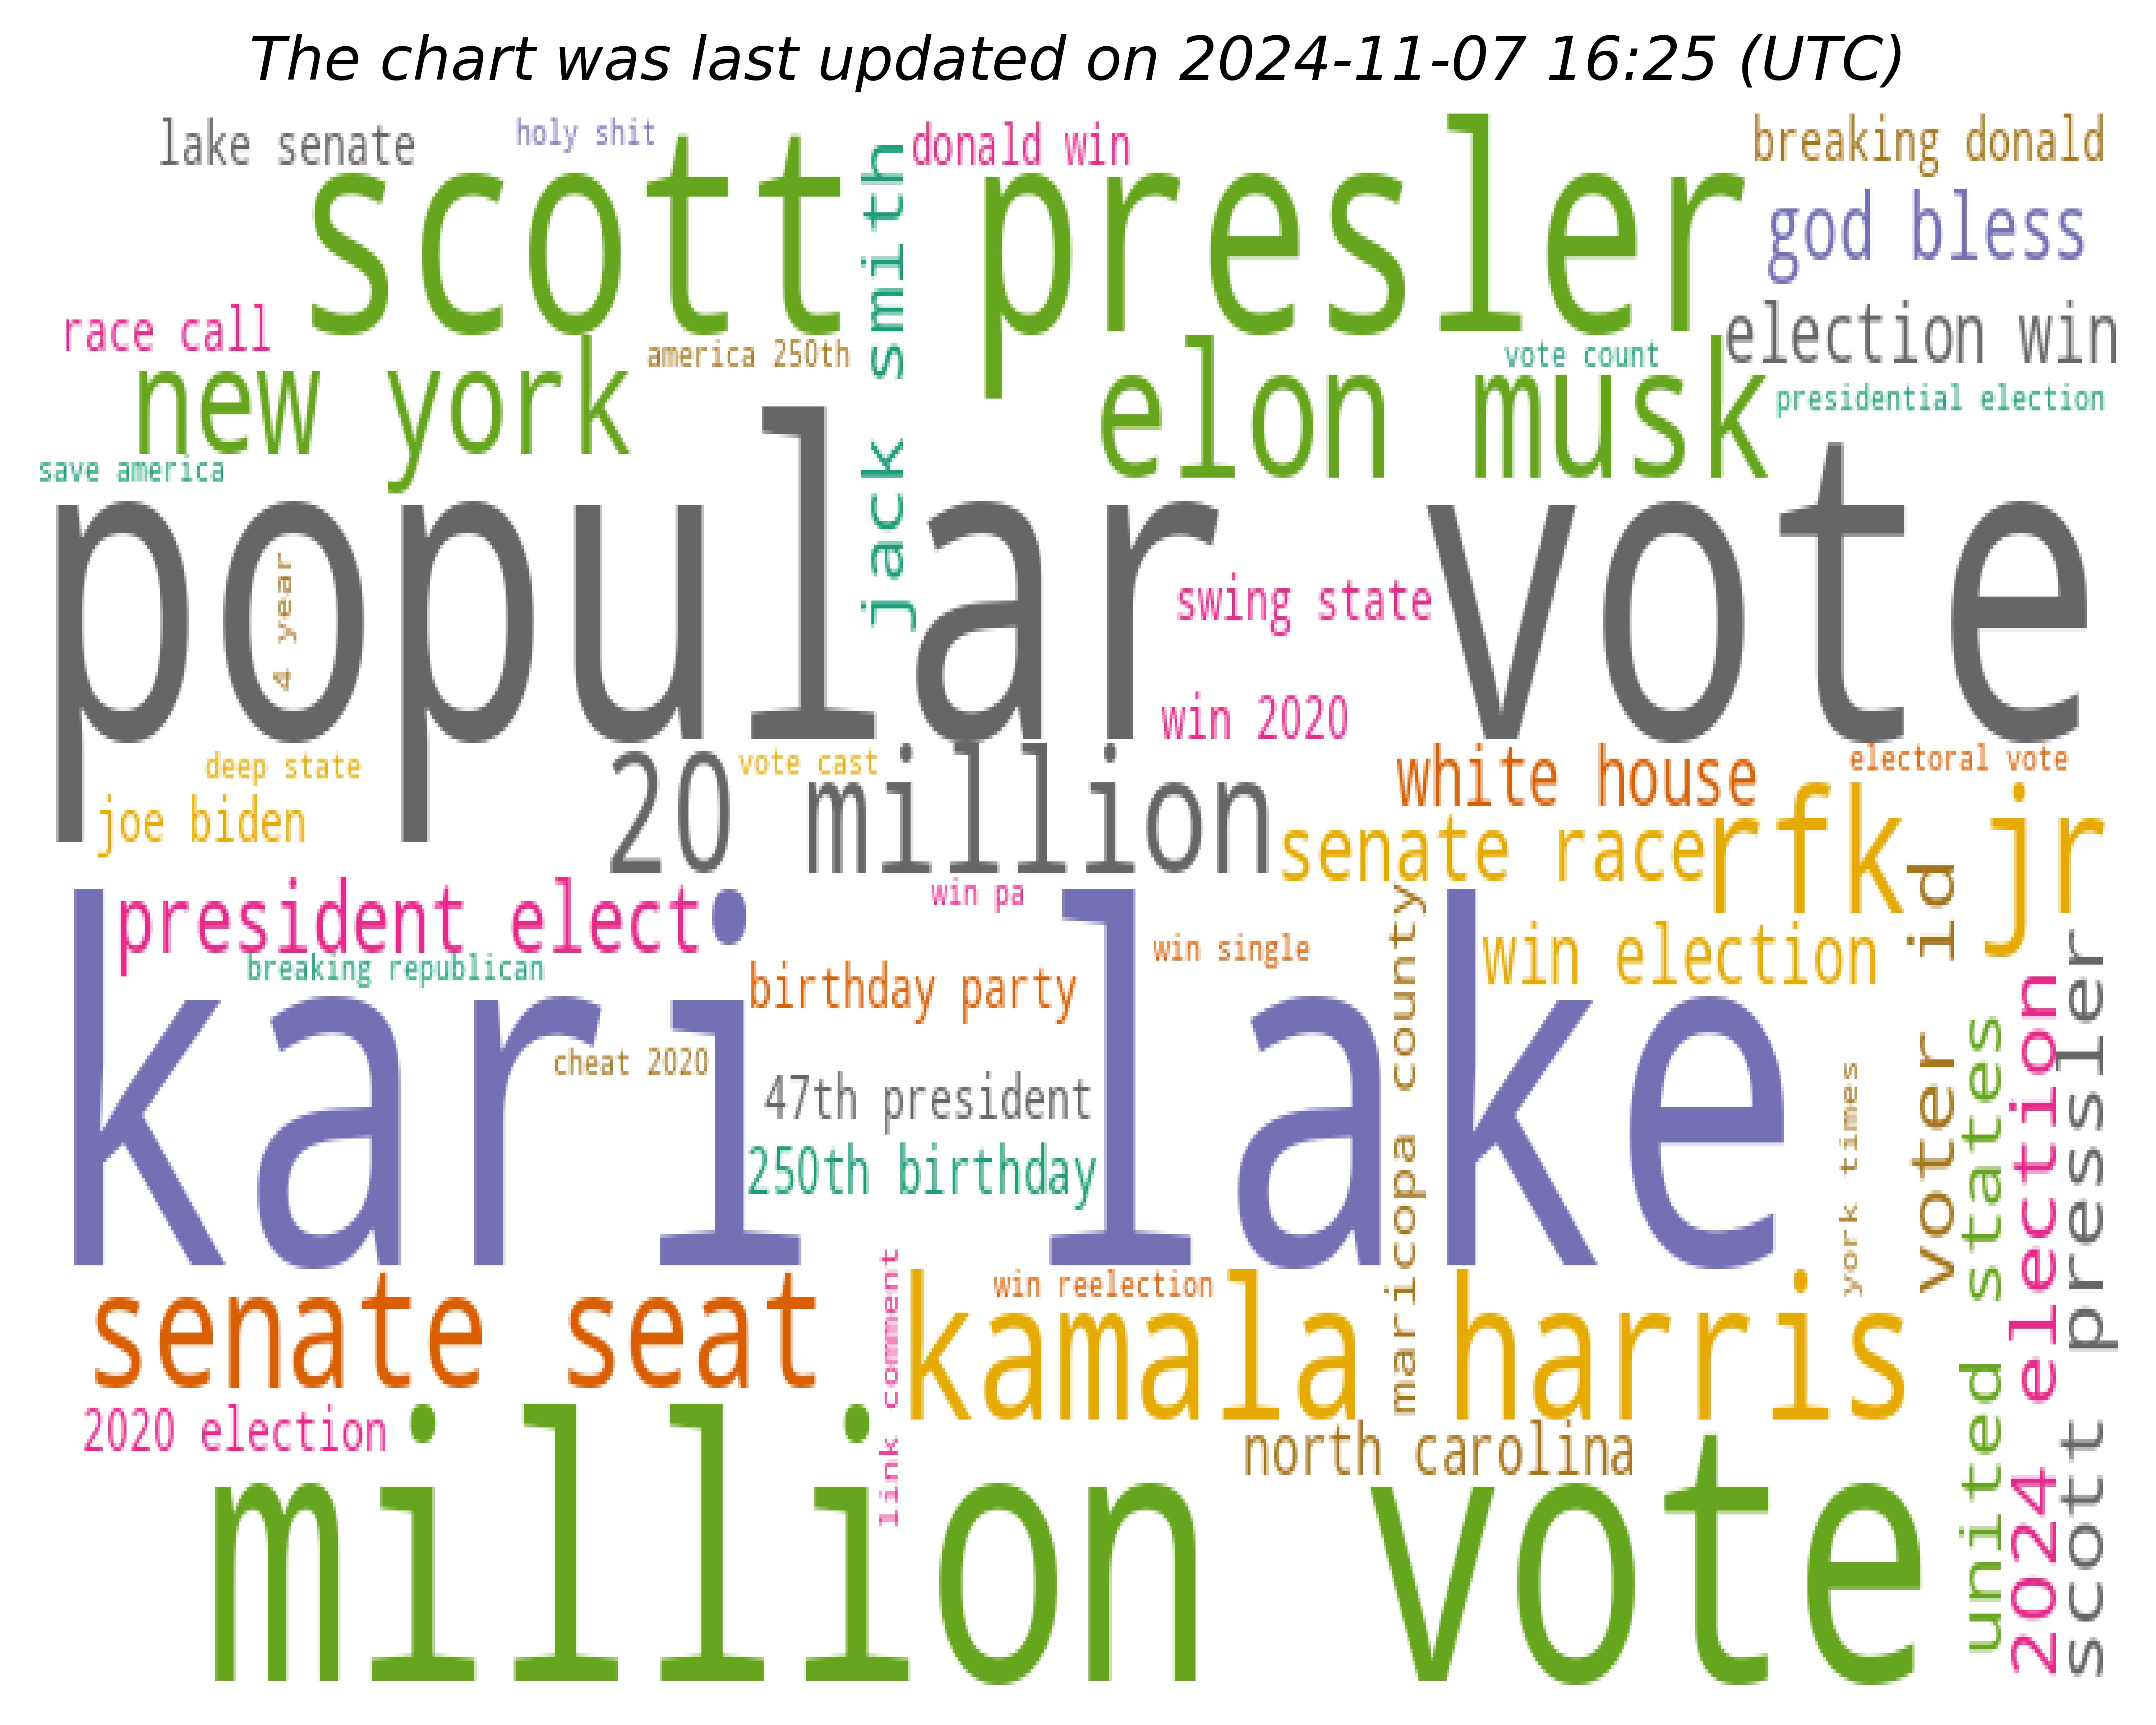 The chart was last updated on 2024-11-07 16:25 (UTC)
lake senate
holy shit
donald win
breaking donald
scott presler
jack smith
god bless
race call
election win
new york
america 250th
elon musk
vote count
presidential election
save america
popular vote
4 year
swing state
win 2020
deep state
20 million
vote cast
white house
electoral vote
joe biden
senate race
rfk jr
president elect
win pa
kari lake
breaking republican
birthday party
win single
win election
maricopa county
voter id
cheat 2020
47th president
york times
united states
2024 election
scott pressler
250th birthday
senate seat
link comment
win reelection
kamala harris
2020 election
north carolina
million vote